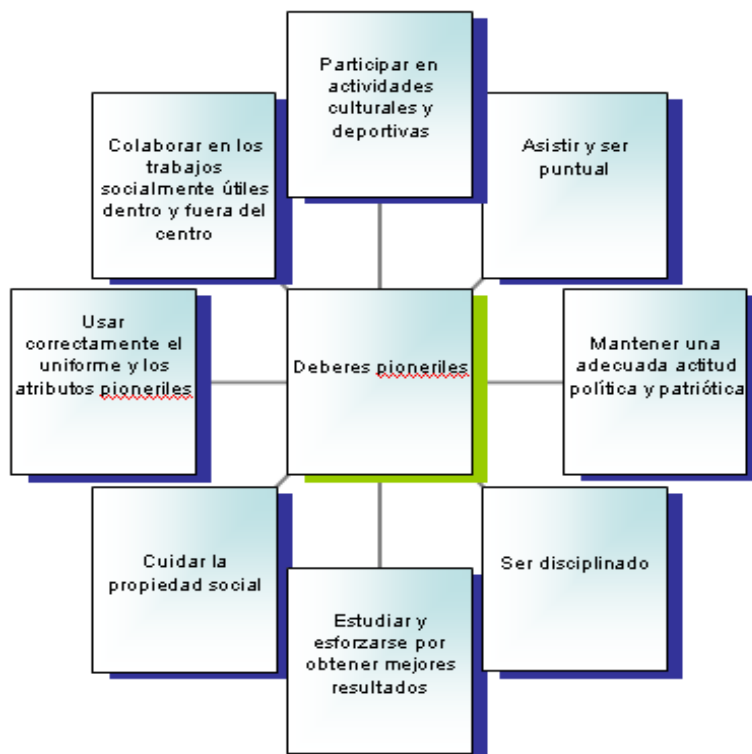 Participar en
actividades
culturales y
deportivas
Colaborar en los
trabajos
socialmente útiles
dentro y fuera del
centro
Asistir y ser
puntual
Usar
correctamente el
uniforme y los
atributos pioneriles
Deberes pioneriles
Mantener una
adecuada actitud
política y patriótica
Cuidar la
propiedad social
Ser disciplinado
Estudiar y
esforzarse por
obtener mejores
resultados